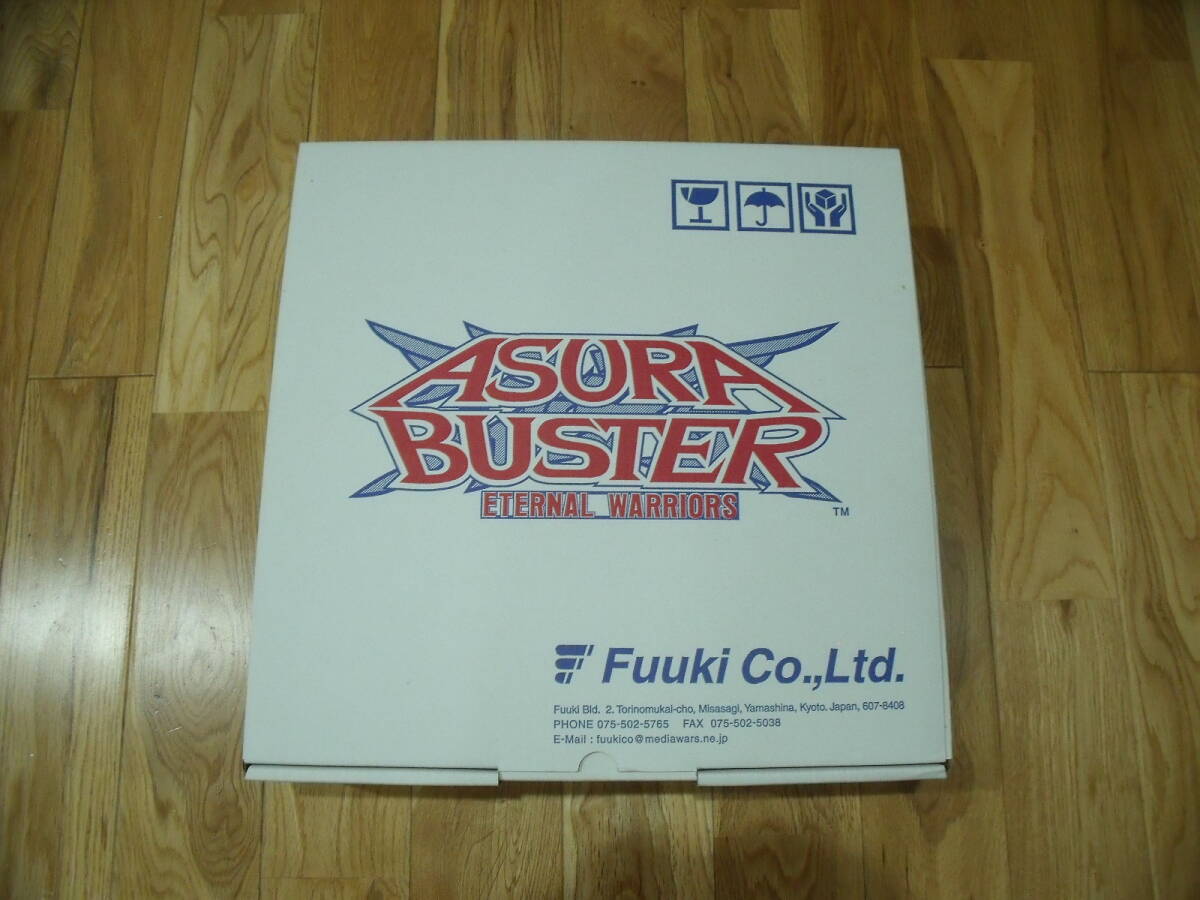 ASURA
BUSTER
ETERNAL WARRIORS
TM
Fuuki Co.,Ltd.
Fuuki Bld. 2. Torinomukai-cho, Misasagi, Yamashina, Kyoto. Japan, 607-8408
PHONE 075-502-5765 FAX 075-502-5038
E-Mail : fuukico@mediawars.ne.jp